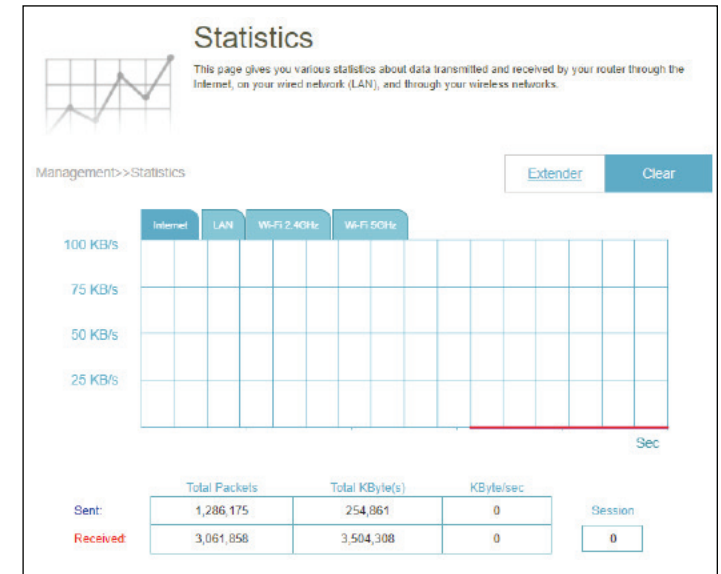 Statistics
This page gives you various statistics about data transmitted and received by your router through the
Internet, on your wired network (LAN), and through your wireless networks.
Management>>Statistics
Extender
Clear
Internet
LAN
Wi-Fi 2.4GHz
Wi-Fi 5GHz
100 KB/s
75 KB/s
50 KB/s
25 KB/s
Sec
Total Packets
Total KByte(s)
KByte/sec
Sent:
1,286,175
254,861
0
Session
Received:
3,061,858
3,504,308
0
0